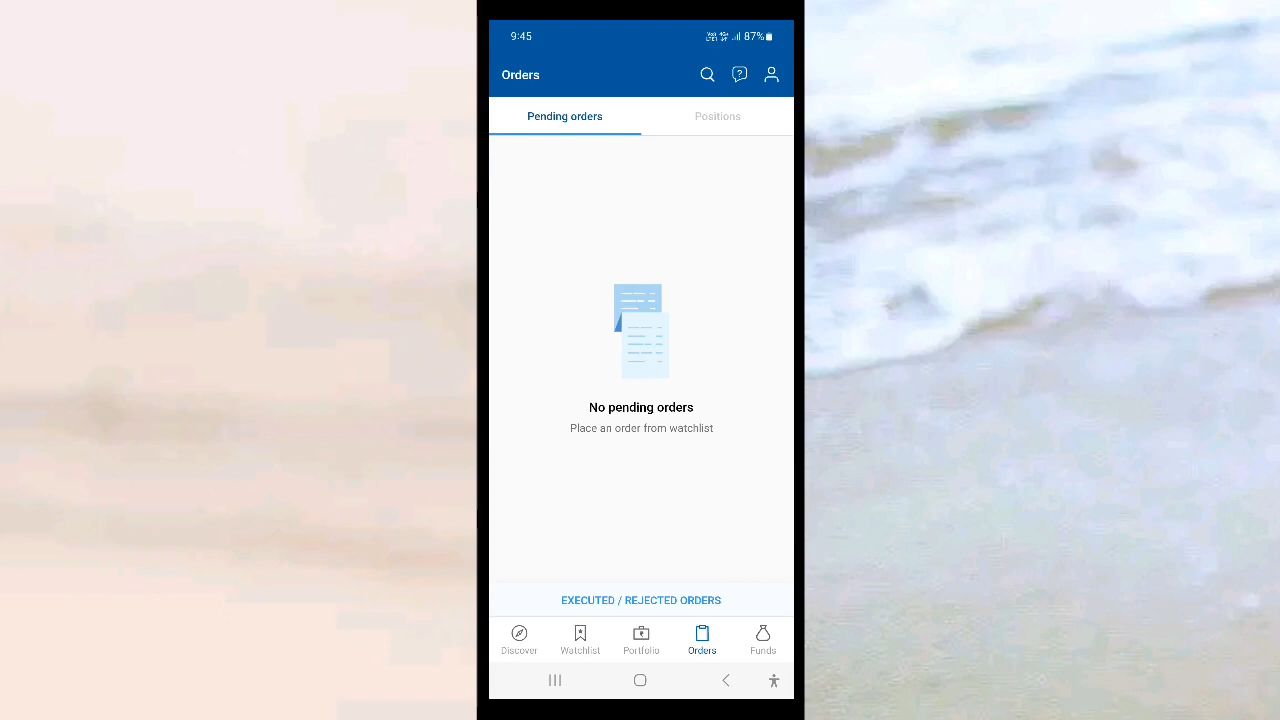 9:45
87%
Orders
Pending orders
Positions
No pending orders
Place an order from watchlist
EXECUTED / REJECTED ORDERS
Discover
Watchlist
Portfolio
Orders
Funds